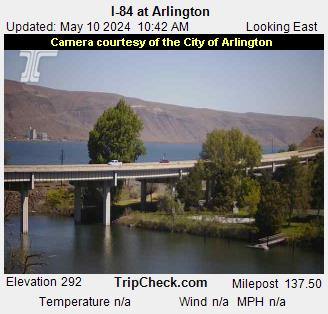 I-84 at Arlington
Updated: May 10 2024 10:42 AM Looking East
Camera courtesy of the City of Arlington
Elevation 292 TripCheck.com Milepost 137.50
Temperature n/a Wind n/a MPH n/a